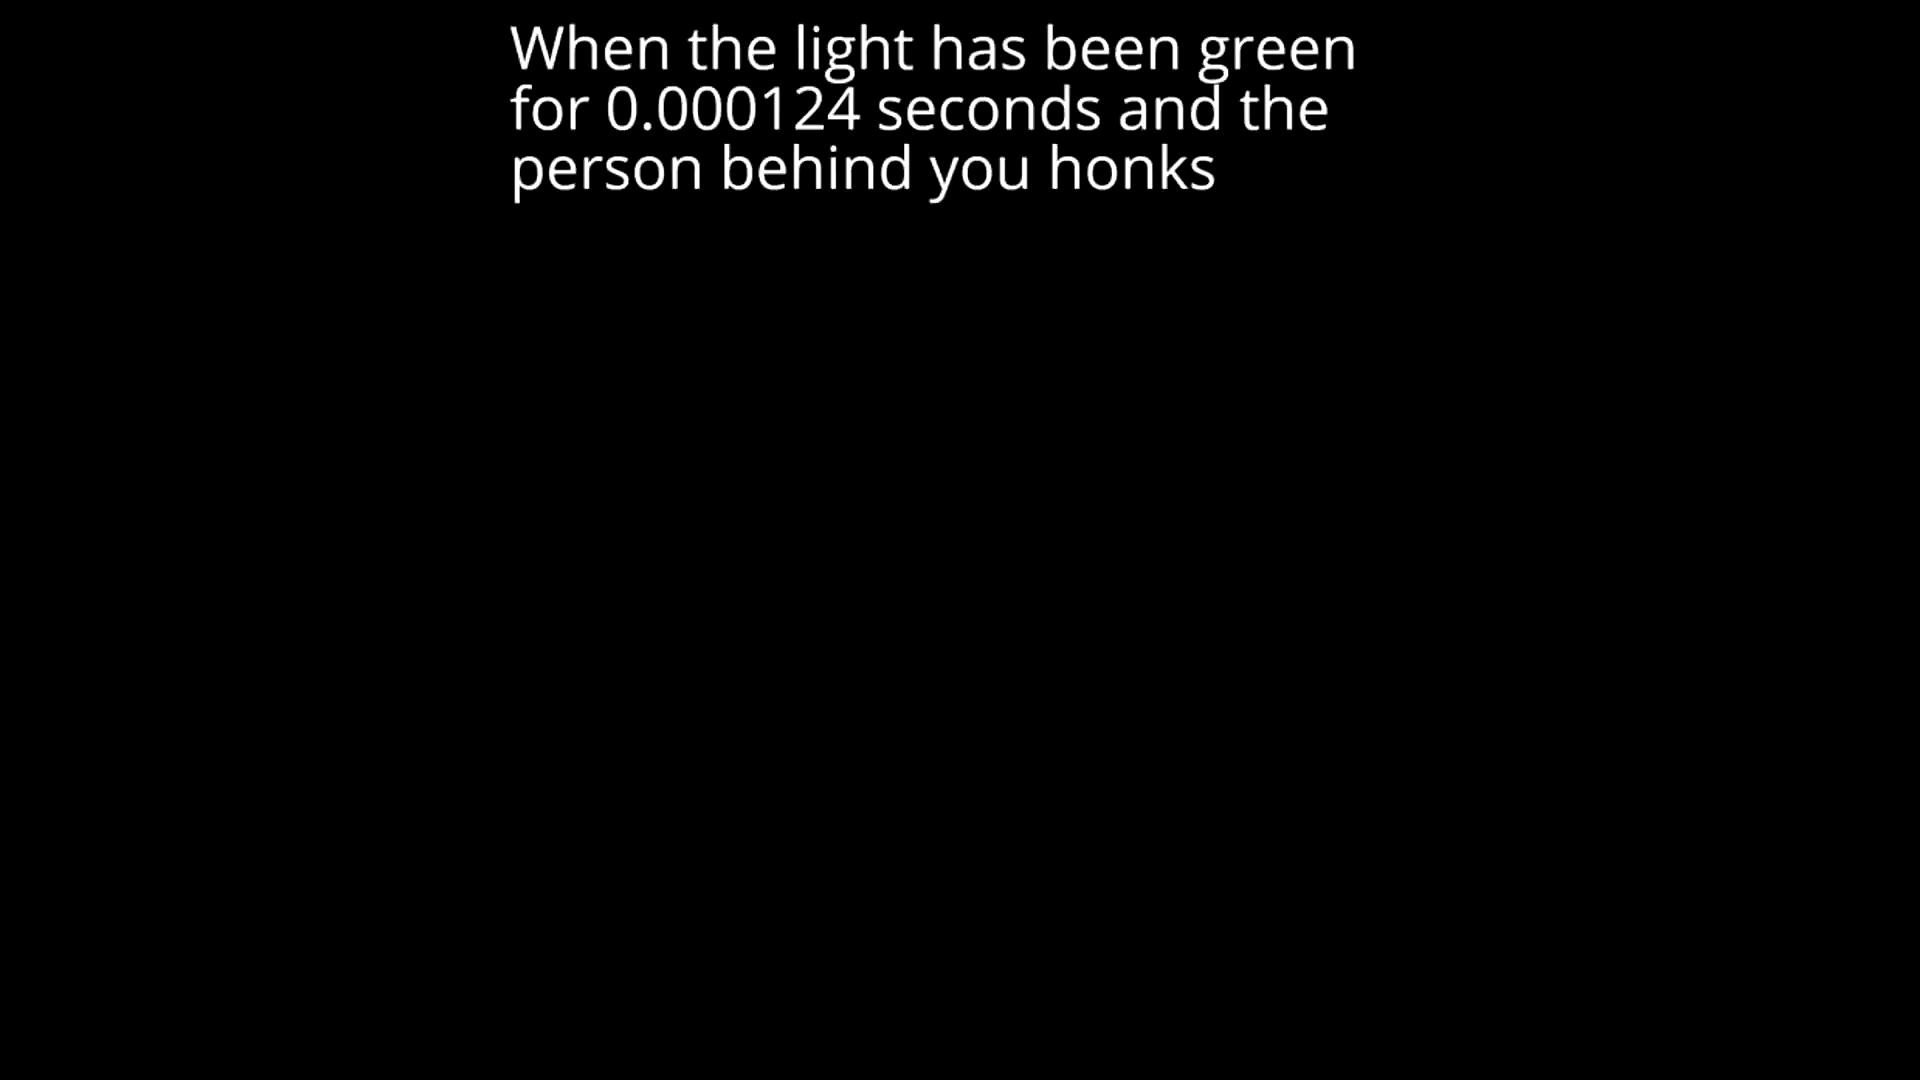 When the light has been green
for 0.000124 seconds and the
person behind you honks